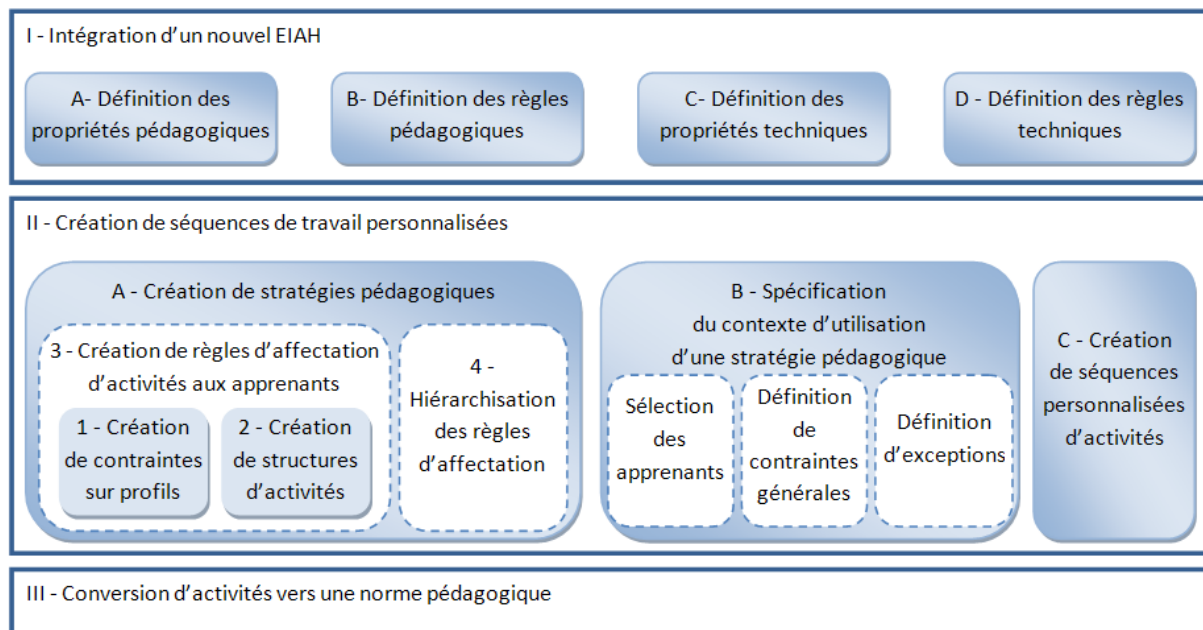 I - Intégration d’un nouvel EIAH
A- Définition des
propriétés pédagogiques
B- Définition des règles
pédagogiques
C- Définition des
propriétés techniques
D - Définition des règles
techniques
II - Création de séquences de travail personnalisées
A - Création de stratégies pédagogiques
3 - Création de règles d’affectation
d’activités aux apprenants
1 - Création
de contraintes
sur profils
2 - Création
de structures
d’activités
4 -
Hiérarchisation
des règles
d’affectation
B - Spécification
du contexte d’utilisation
d’une stratégie pédagogique
Sélection
des
apprenants
Définition
de
contraintes
générales
Définition
d’exceptions
C - Création
de séquences
personnalisées
d’activités
III - Conversion d’activités vers une norme pédagogique